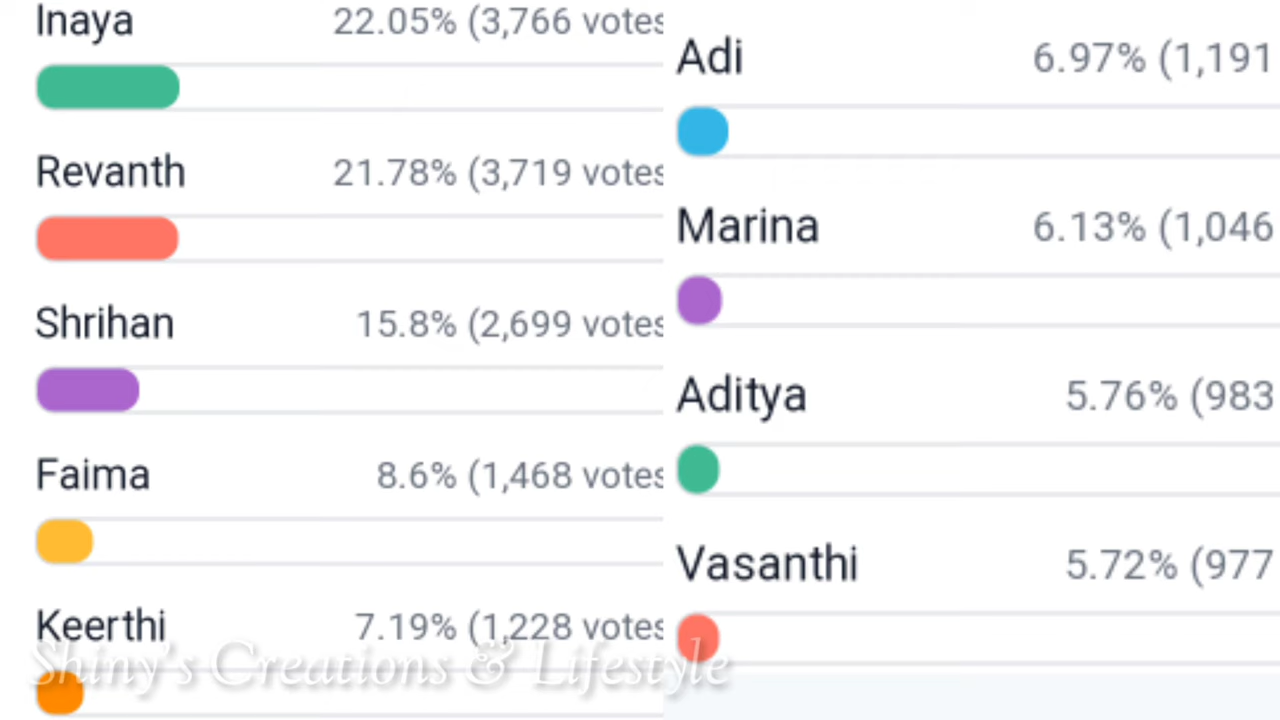 Inaya 22.05% (3,766 votes
Revanth 21.78% (3,719 votes
Shrihan 15.8% (2,699 votes
Faima 8.6% (1,468 votes
Keerthi 7.19% (1,228 votes
Shiny's Creations & Lifestyle
Adi 6.97% (1,191
Marina 6.13% (1,046
Aditya 5.76% (983
Vasanthi 5.72% (977